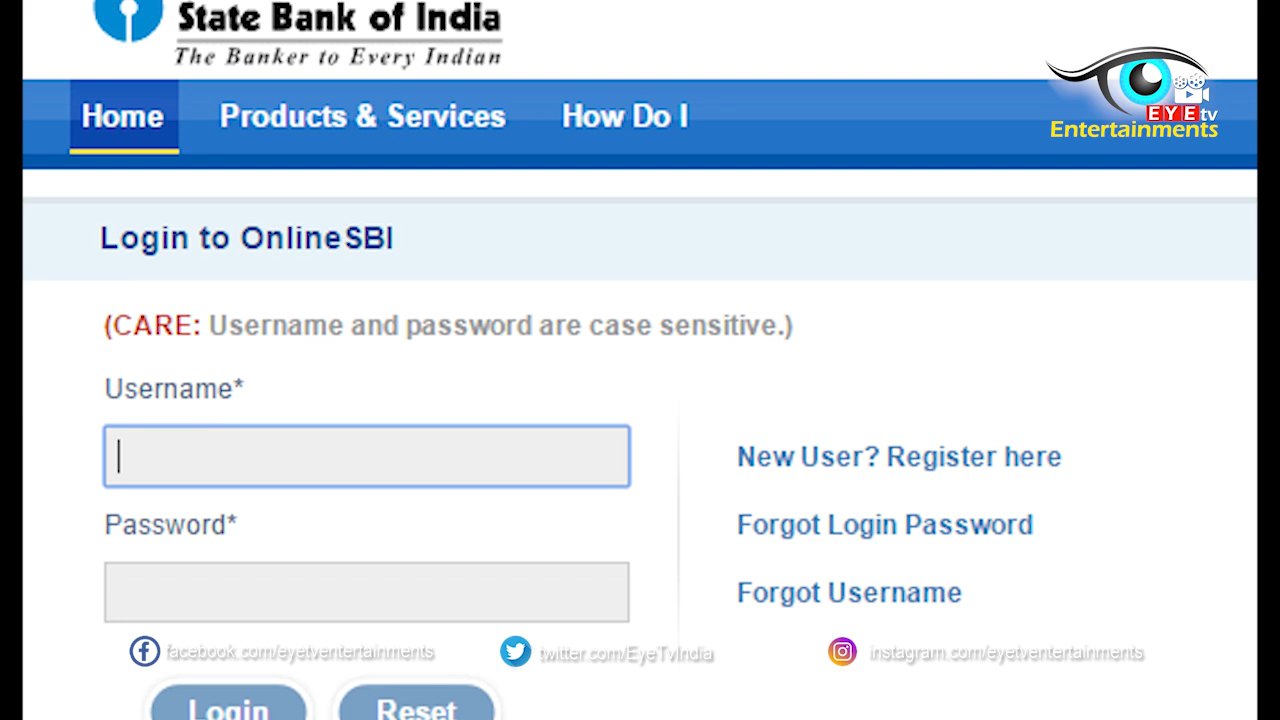 State Bank of India
The Banker to Every Indian
Home Products & Services How Do I
EYE tv
Entertainments
Login to OnlineSBI
(CARE: Username and password are case sensitive.)
Username*
New User? Register here
Password*
Forgot Login Password
Forgot Username
facebook.com/eyetventertainments twitter.com/EyeTvIndia instagram.com/eyetventertainments
Login Reset